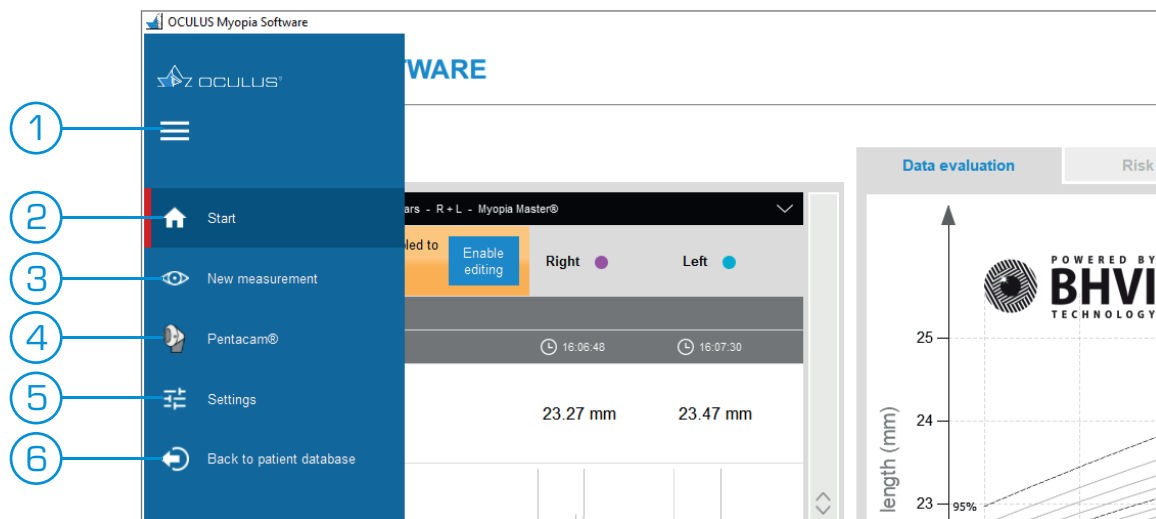 OCULUS Myopia Software
TWARE
OCULUS®
1
2 Start
3 New measurement
4 Pentacam®
5 Settings
6 Back to patient database
ars - R + L - Myopia Master®
led to
Enable
editing
Right
Left
16:06:48
16:07:30
23.27 mm
23.47 mm
Data evaluation
Risk
POWERED BY
BHVI
TECHNOLOGY
25
24
23
95%
length (mm)